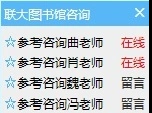 联大图书馆咨询 ×
☆参考咨询曲老师 在线
☆参考咨询肖老师 在线
☆参考咨询魏老师 留言
☆参考咨询冯老师 留言